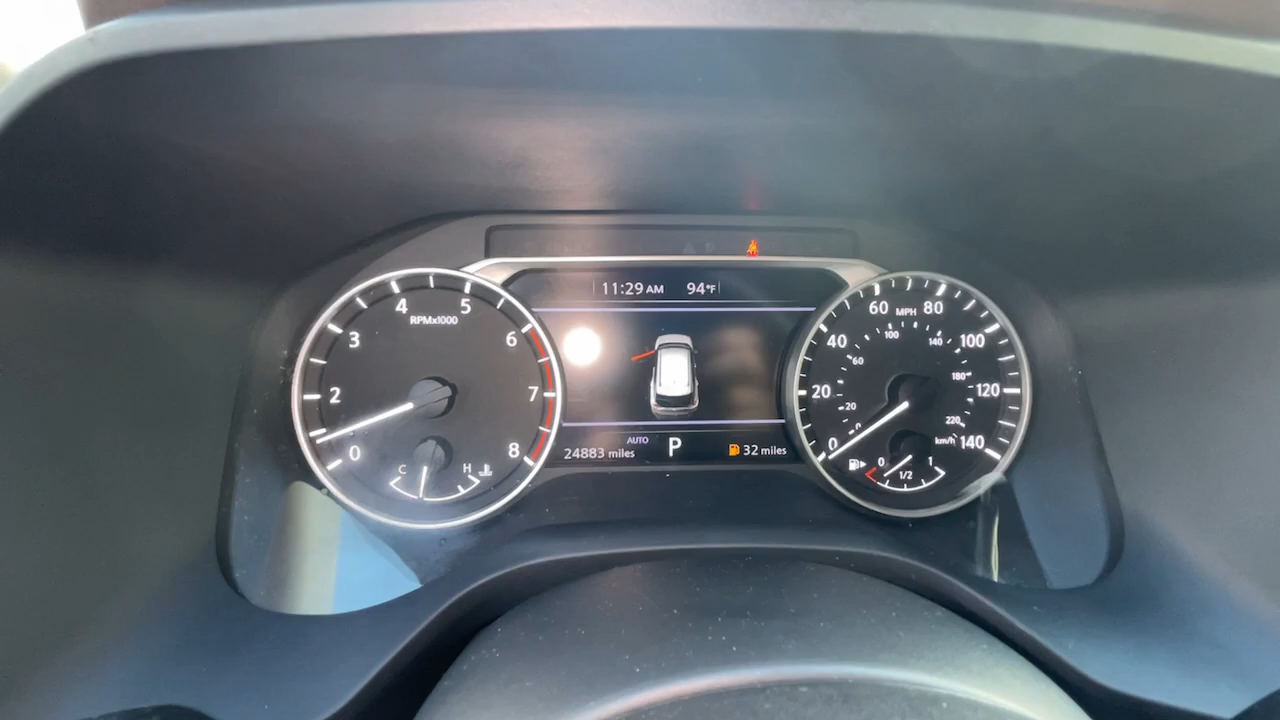 11:29 AM 94°F
RPMx1000
0 2 3 4 5 6 7 8
C H
AUTO
24883 miles P 32 miles
MPH
0 20 40 60 80 100 120 140
0 20 60 100 140 180 220
km/h
0 1/2 1